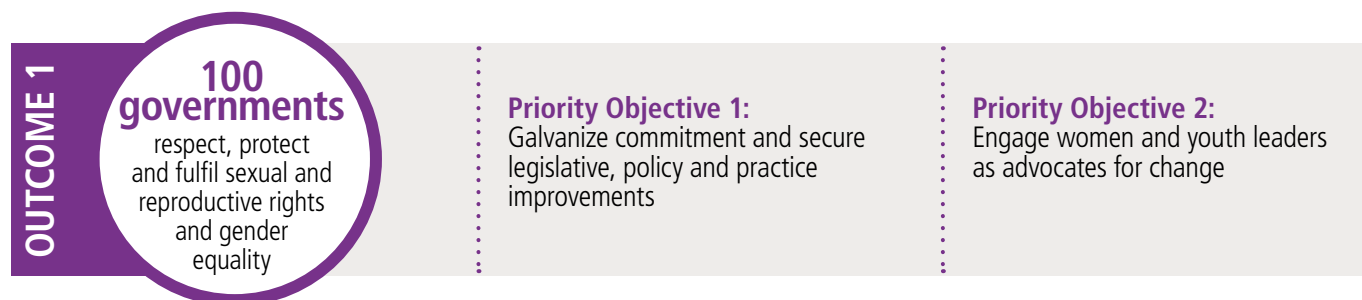 OUTCOME 1
100
governments
respect, protect
and fulfil sexual and
reproductive rights
and gender
equality
Priority Objective 1:
Galvanize commitment and secure
legislative, policy and practice
improvements
Priority Objective 2:
Engage women and youth leaders
as advocates for change